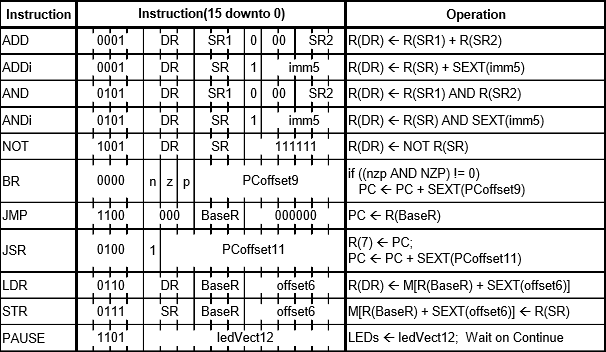 Instruction Instruction(15 downto 0) Operation
ADD 0001 DR SR1 0 00 SR2 R(DR) ← R(SR1) + R(SR2)
ADDi 0001 DR SR 1 imm5 R(DR) ← R(SR) + SEXT(imm5)
AND 0101 DR SR1 0 00 SR2 R(DR) ← R(SR1) AND R(SR2)
ANDi 0101 DR SR 1 imm5 R(DR) ← R(SR) AND SEXT(imm5)
NOT 1001 DR SR 111111 R(DR) ← NOT R(SR)
BR 0000 n z p PCoffset9 if ((nzp AND NZP) != 0)
PC ← PC + SEXT(PCoffset9)
JMP 1100 000 BaseR 000000 PC ← R(BaseR)
JSR 0100 1 PCoffset11 R(7) ← PC;
PC ← PC + SEXT(PCoffset11)
LDR 0110 DR BaseR offset6 R(DR) ← M[R(BaseR) + SEXT(offset6)]
STR 0111 SR BaseR offset6 M[R(BaseR) + SEXT(offset6)] ← R(SR)
PAUSE 1101 ledVect12 LEDs ← ledVect12; Wait on Continue